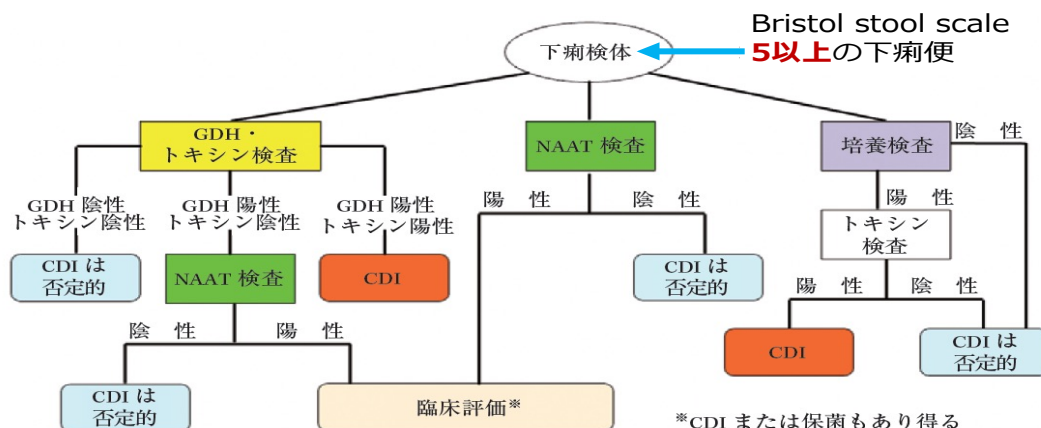 Bristol stool scale
5以上の下痢便
下痢検体
GDH・
トキシン検査
NAAT 検査
培養検査
陰 性
GDH 陰性
トキシン陰性
GDH 陽性
トキシン陰性
GDH 陽性
トキシン陽性
陽 性
陰 性
陽 性
トキシン
検査
CDI は
否定的
NAAT 検査
CDI
CDI は
否定的
陽 性
陰 性
陰 性
陽 性
CDI
CDI は
否定的
CDI は
否定的
臨床評価※
※CDI または保菌もあり得る